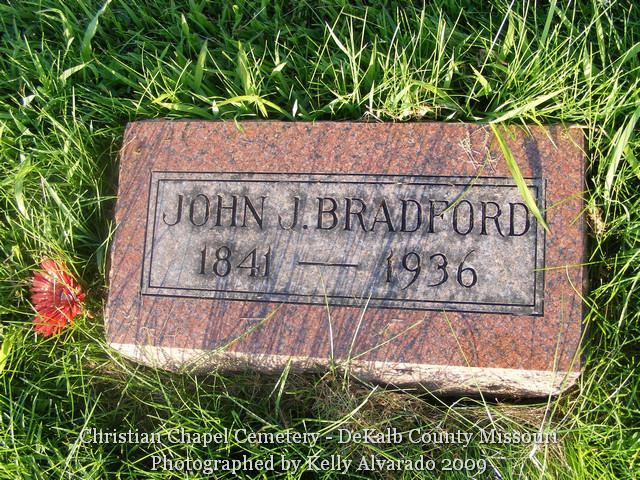 JOHN J. BRADFORD
1841 — 1936
Christian Chapel Cemetery - DeKalb County Missouri
Photographed by Kelly Alvarado 2009